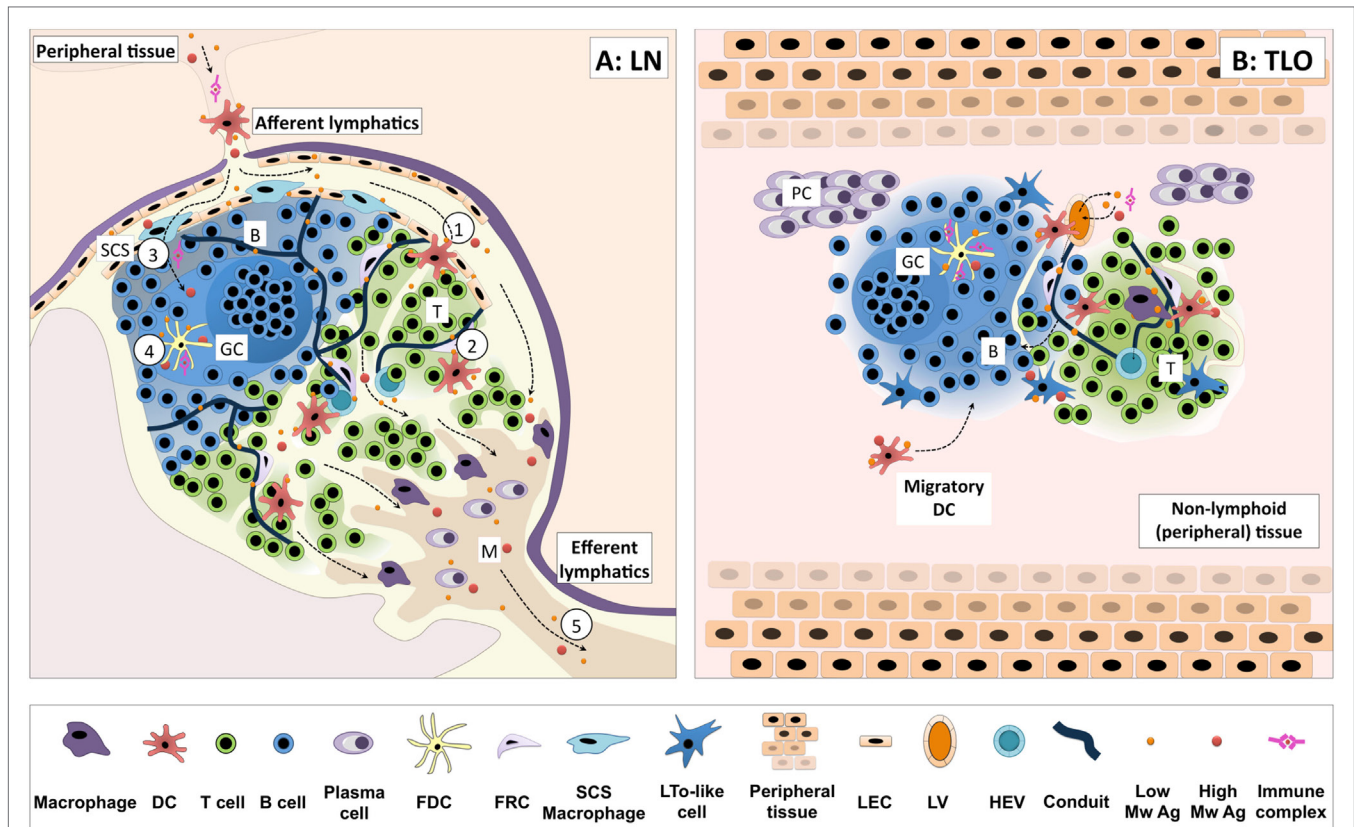 Peripheral tissue
A: LN
Afferent lymphatics
1
B
SCS
3
T
2
4
GC
M
Efferent
lymphatics
5
B: TLO
PC
GC
B
T
Migratory
DC
Non-lymphoid
(peripheral) tissue
Macrophage
DC
T cell
B cell
Plasma
cell
FDC
FRC
SCS
Macrophage
LTo-like
cell
Peripheral
tissue
LEC
LV
HEV
Conduit
Low
Mw Ag
High
Mw Ag
Immune
complex